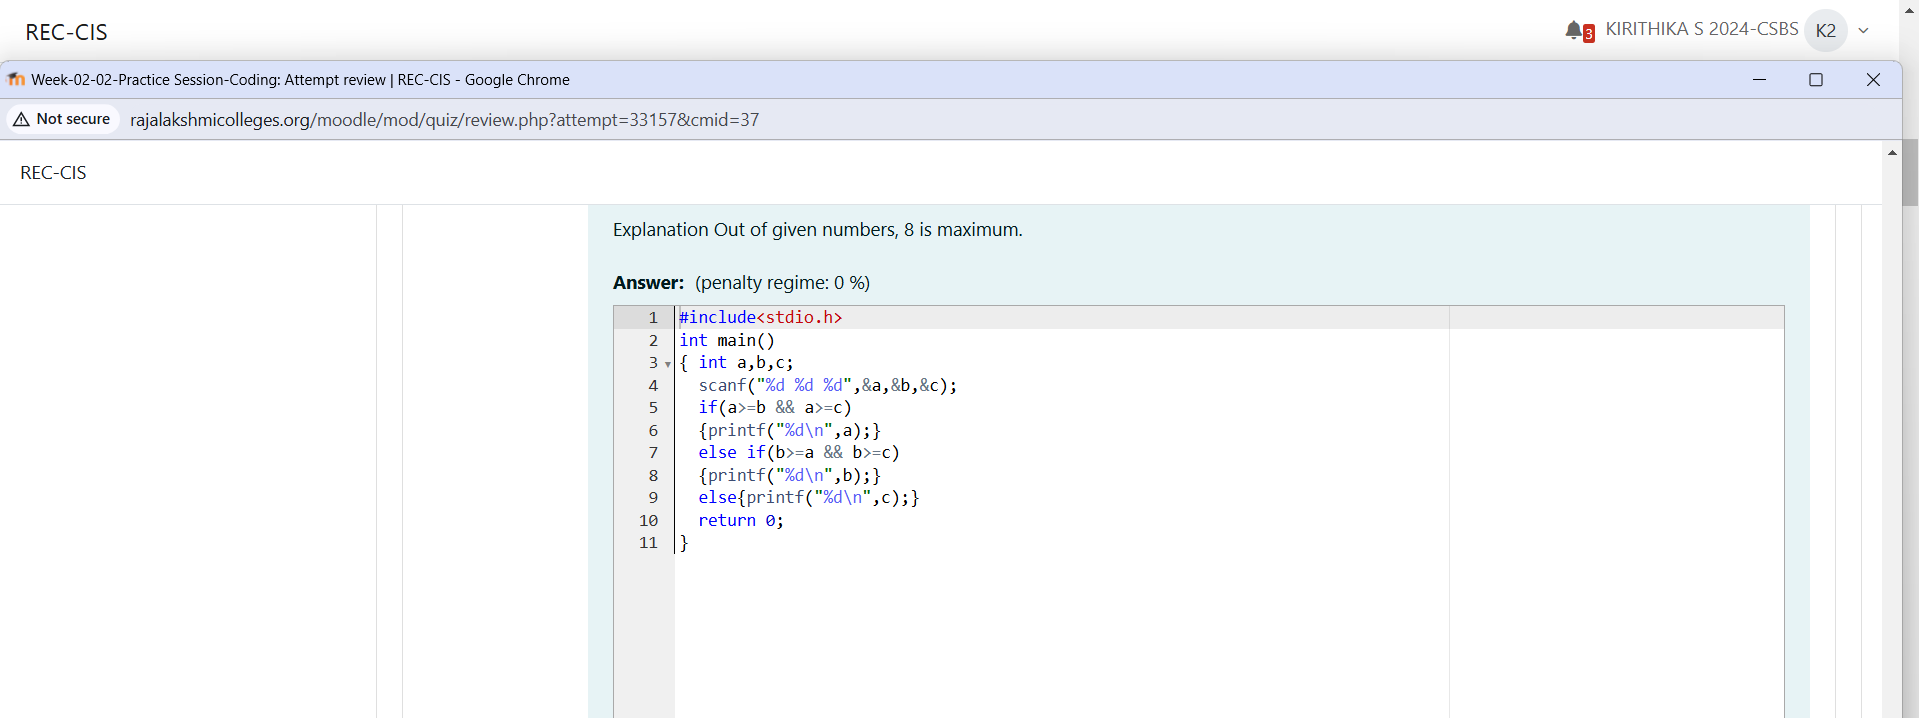 REC-CIS
3 KIRITHIKA S 2024-CSBS K2
Week-02-02-Practice Session-Coding: Attempt review | REC-CIS - Google Chrome
Not secure rajalakshmicolleges.org/moodle/mod/quiz/review.php?attempt=33157&cmid=37
REC-CIS
Explanation Out of given numbers, 8 is maximum.
Answer: (penalty regime: 0 %)
1 #include<stdio.h>
2 int main()
3 { int a,b,c;
4 scanf("%d %d %d",&a,&b,&c);
5 if(a>=b && a>=c)
6 {printf("%d\n",a);}
7 else if(b>=a && b>=c)
8 {printf("%d\n",b);}
9 else{printf("%d\n",c);}
10 return 0;
11 }